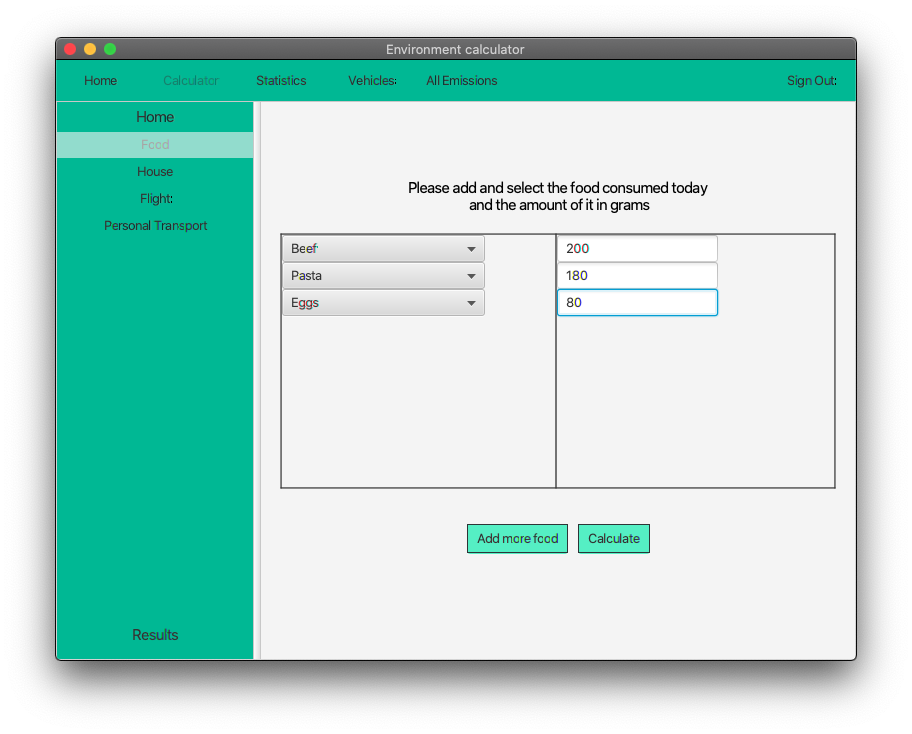 Environment calculator
Home Calculator Statistics Vehicles: All Emissions Sign Out:
Home
Food
House
Flight:
Personal Transport
Results
Please add and select the food consumed today
and the amount of it in grams
Beef 200
Pasta 180
Eggs 80
Add more food Calculate